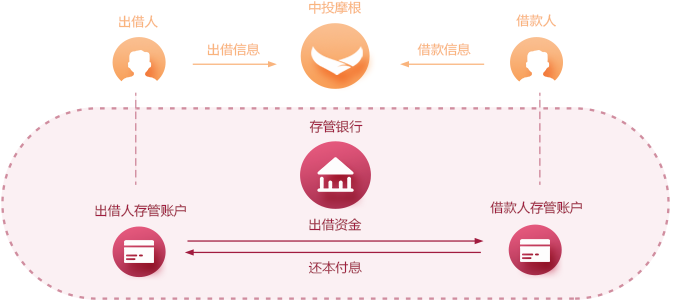 出借人
中投摩根
借款人
出借信息
借款信息
存管银行
出借人存管账户
借款人存管账户
出借资金
还本付息